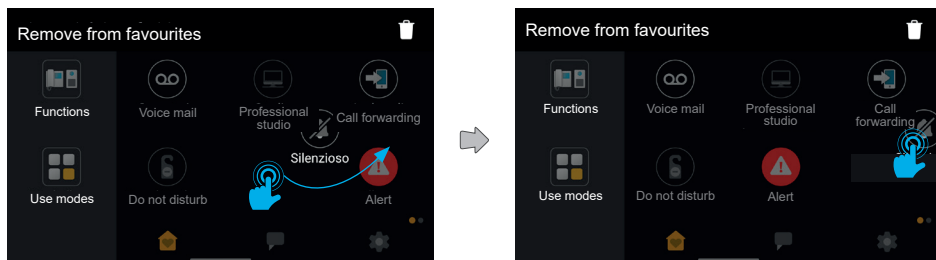 Remove from favourites
Functions
Voice mail
Professional
studio
Call forwarding
Silenzioso
Use modes
Do not disturb
Alert
Remove from favourites
Functions
Voice mail
Professional
studio
Call
forwarding
Use modes
Do not disturb
Alert